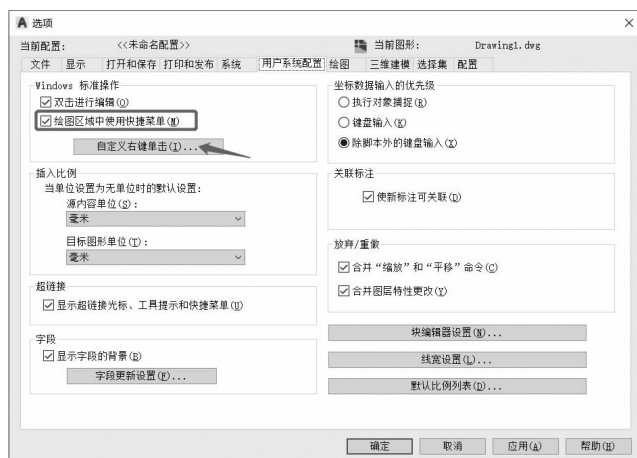 选项
当前配置: <<未命名配置>> 当前图形: Drawing1.dwg
文件 显示 打开和保存 打印和发布 系统 用户系统配置 绘图 三维建模 选择集 配置
Windows 标准操作
双击进行编辑(O)
绘图区域中使用快捷菜单(M)
自定义右键单击(I)...
插入比例
当单位设置为无单位时的默认设置:
源内容单位(S):
毫米
目标图形单位(T):
毫米
超链接
显示超链接光标、工具提示和快捷菜单(U)
字段
显示字段的背景(B)
字段更新设置(F)...
坐标数据输入的优先级
执行对象捕捉(R)
键盘输入(K)
除脚本外的键盘输入(X)
关联标注
使新标注可关联(D)
放弃/重做
合并“缩放”和“平移”命令(C)
合并图层特性更改(Y)
块编辑器设置(N)...
线宽设置(L)...
默认比例列表(D)...
确定 取消 应用(A) 帮助(H)